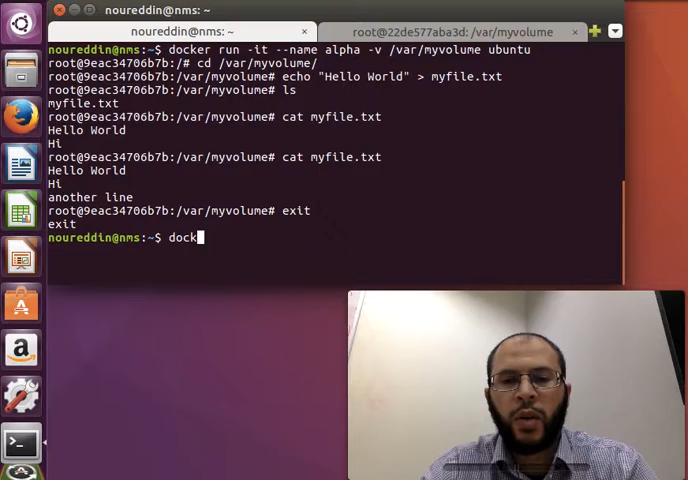 noureddin@nms: ~
noureddin@nms: ~ ×
root@22de577aba3d: /var/myvolume ×
noureddin@nms:~$ docker run -it --name alpha -v /var/myvolume ubuntu
root@9eac34706b7b:/# cd /var/myvolume/
root@9eac34706b7b:/var/myvolume# echo "Hello World" > myfile.txt
root@9eac34706b7b:/var/myvolume# ls
myfile.txt
root@9eac34706b7b:/var/myvolume# cat myfile.txt
Hello World
Hi
root@9eac34706b7b:/var/myvolume# cat myfile.txt
Hello World
Hi
another line
root@9eac34706b7b:/var/myvolume# exit
exit
noureddin@nms:~$ dock